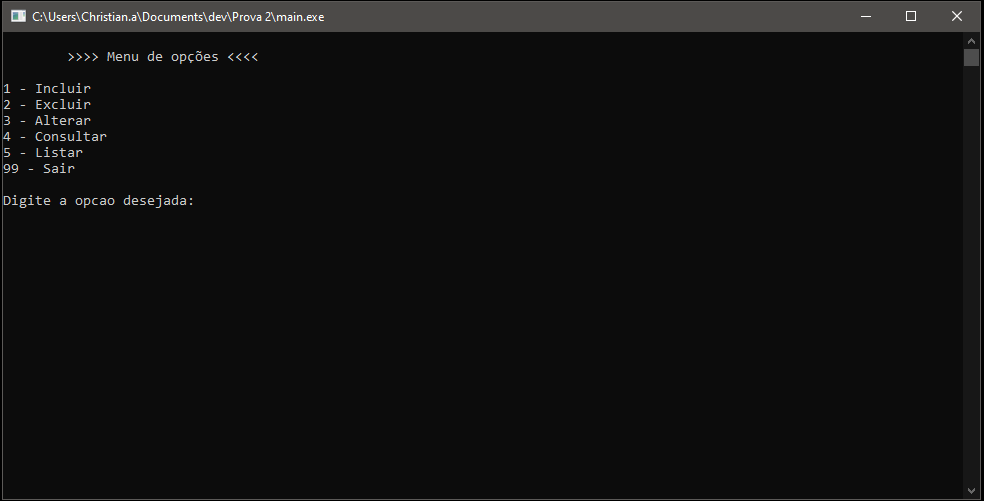 C:\Users\Christian.a\Documents\dev\Prova 2\main.exe
>>>> Menu de opções <<<<
1 - Incluir
2 - Excluir
3 - Alterar
4 - Consultar
5 - Listar
99 - Sair
Digite a opcao desejada: